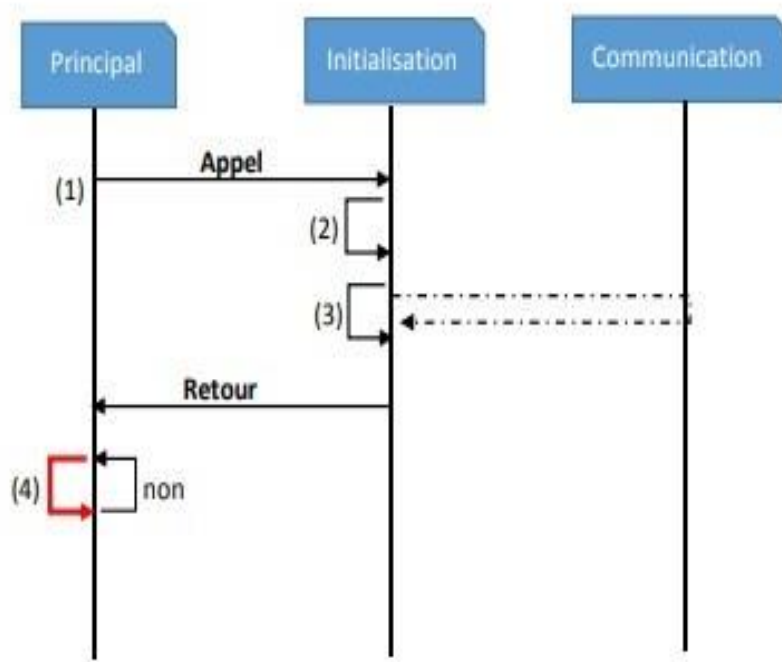 Principal
Initialisation
Communication
Appel
(1)
(2)
(3)
Retour
(4)
non